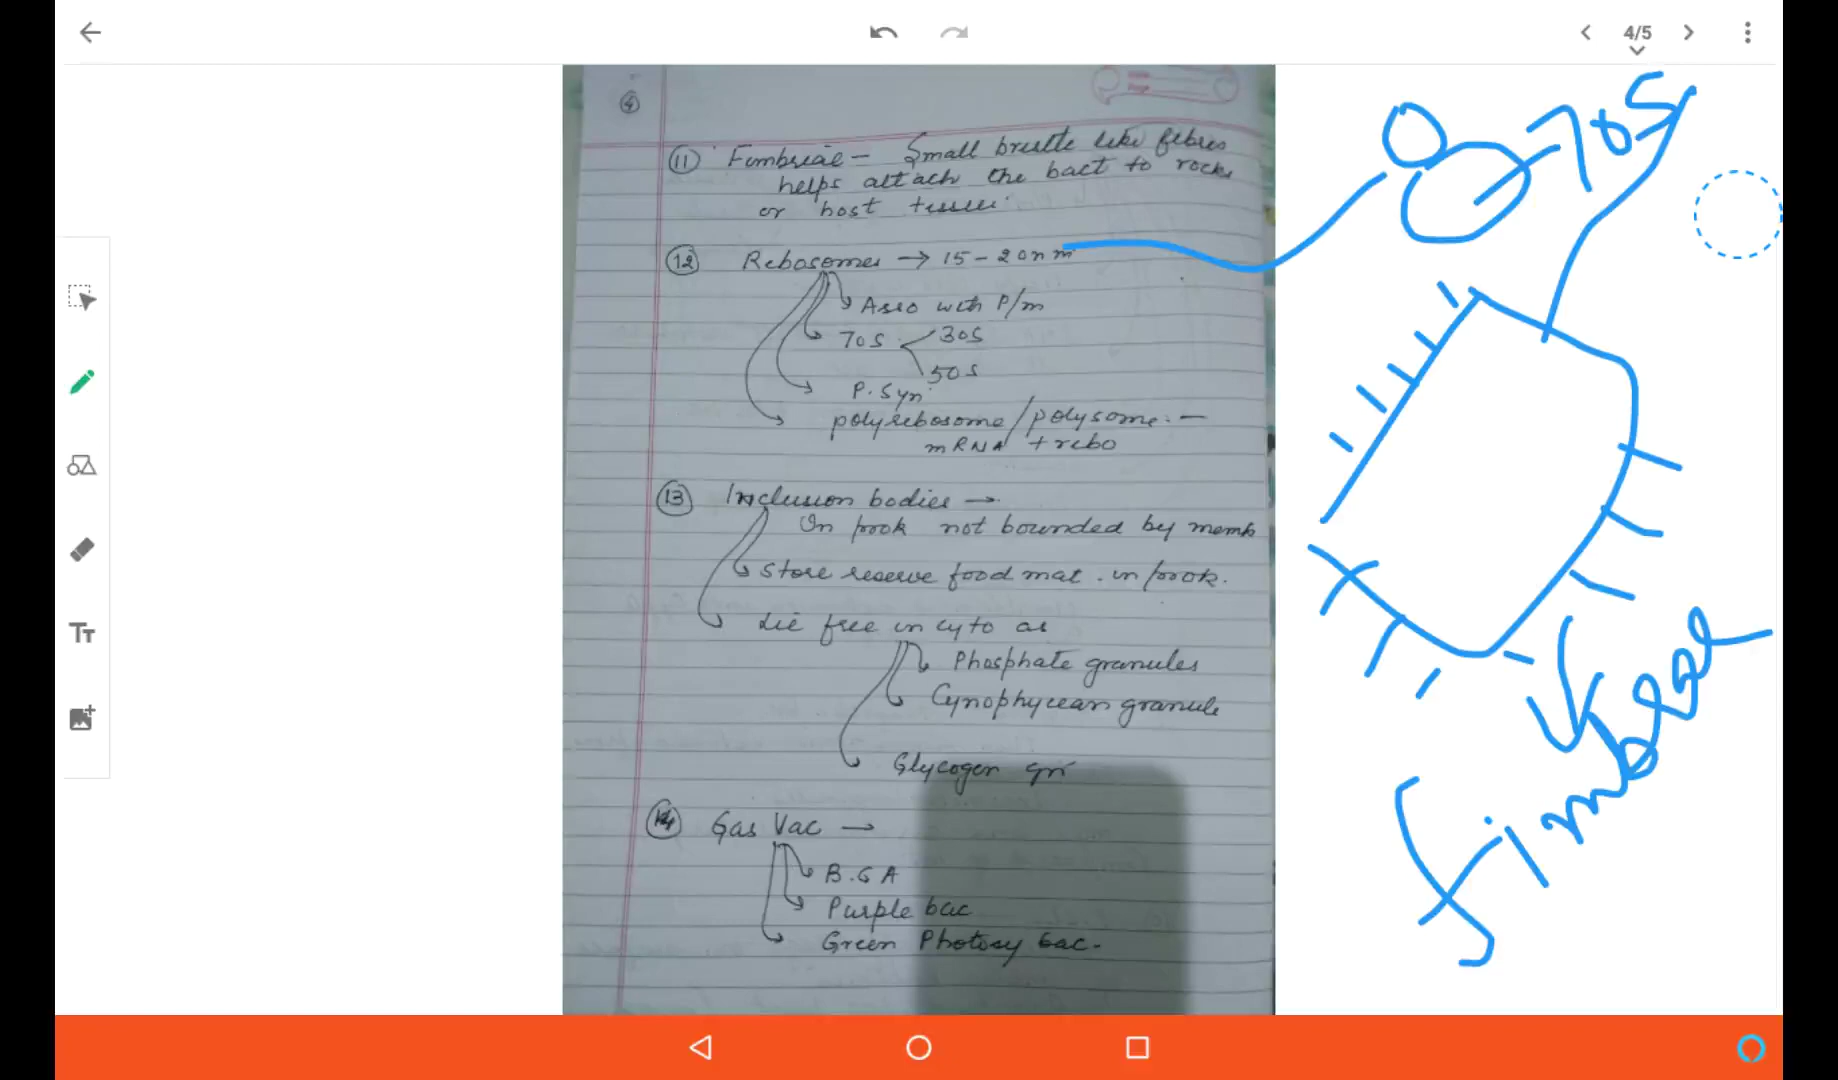 4/5
④
⑪ Fimbriae – Small bristle like fibres
helps attach the bact to rocks
or host tissue.
⑫ Ribosomes → 15 - 20nm
Asso with P/m
70S < 30S
50S
P. Syn
polyribosome / polysome. –
mRNA + ribo
⑬ Inclusion bodies →
In prok not bounded by memb
store reserve food mat. in prok.
Lie free in cyto as
Phosphate granules
Cynophycean granule
Glycogen gr
⑭ Gas Vac →
B.G A
Purple bac
Green Photosy bac.
70S
Tt